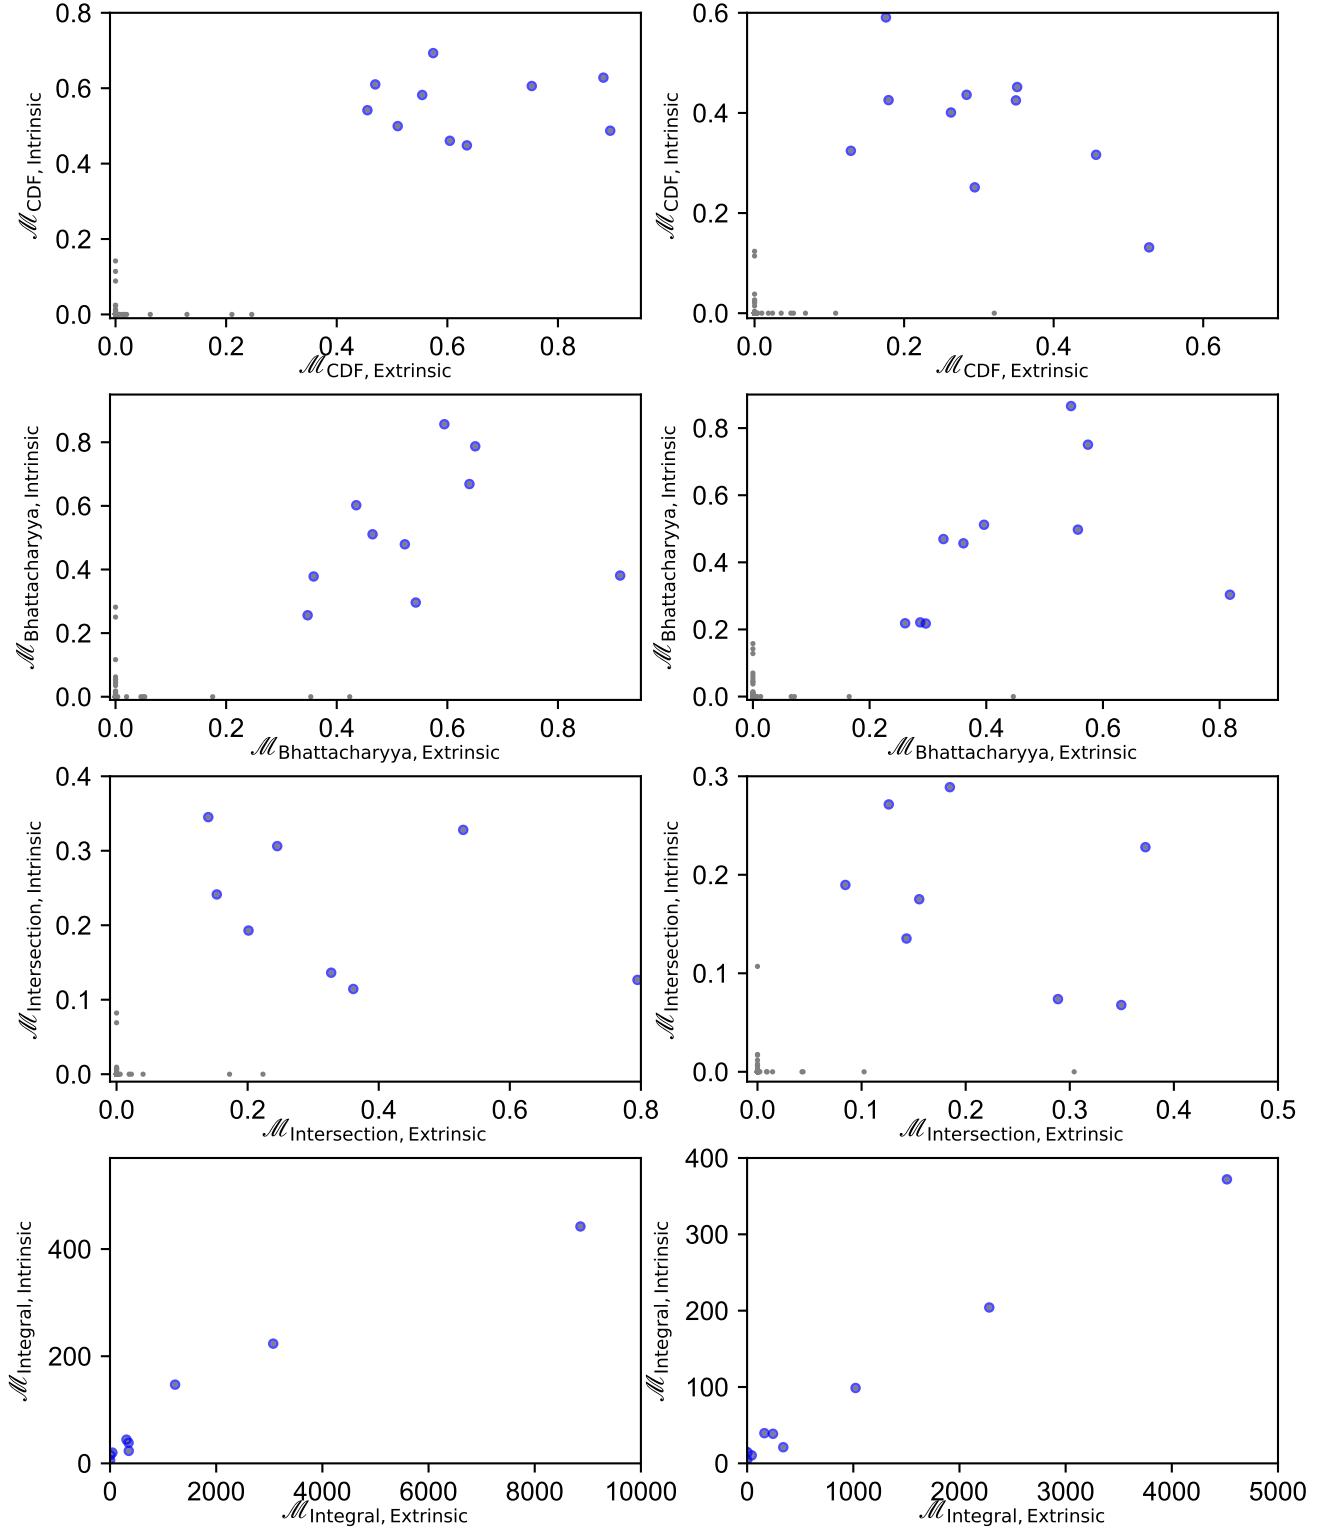 0.8
0.6
0.4
0.2
0.0
ℳCDF, Intrinsic
0.0 0.2 0.4 0.6 0.8
ℳCDF, Extrinsic
0.6
0.4
0.2
0.0
ℳCDF, Intrinsic
0.0 0.2 0.4 0.6
ℳCDF, Extrinsic
0.8
0.6
0.4
0.2
0.0
ℳBhattacharyya, Intrinsic
0.0 0.2 0.4 0.6 0.8
ℳBhattacharyya, Extrinsic
0.8
0.6
0.4
0.2
0.0
ℳBhattacharyya, Intrinsic
0.0 0.2 0.4 0.6 0.8
ℳBhattacharyya, Extrinsic
0.4
0.3
0.2
0.1
0.0
ℳIntersection, Intrinsic
0.0 0.2 0.4 0.6 0.8
ℳIntersection, Extrinsic
0.3
0.2
0.1
0.0
ℳIntersection, Intrinsic
0.0 0.1 0.2 0.3 0.4 0.5
ℳIntersection, Extrinsic
400
200
0
ℳIntegral, Intrinsic
0 2000 4000 6000 8000 10000
ℳIntegral, Extrinsic
400
300
200
100
0
ℳIntegral, Intrinsic
0 1000 2000 3000 4000 5000
ℳIntegral, Extrinsic